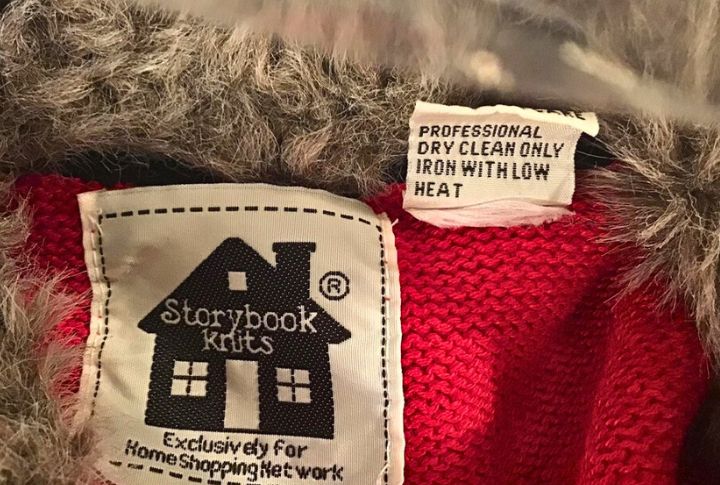 PROFESSIONAL
DRY CLEAN ONLY
IRON WITH LOW
HEAT
Storybook ®
knits
Exclusively for
Home Shopping Network